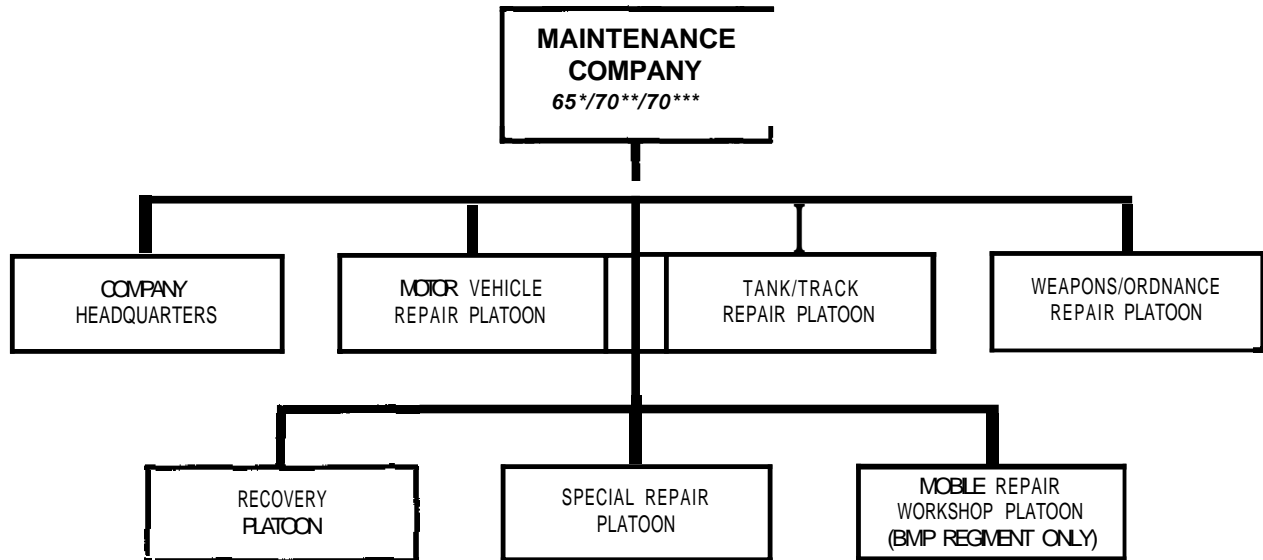 MAINTENANCE
COMPANY
65*/70**/70***
COMPANY
HEADQUARTERS
MOTOR VEHICLE
REPAIR PLATOON
TANK/TRACK
REPAIR PLATOON
WEAPONS/ORDNANCE
REPAIR PLATOON
RECOVERY
PLATOON
SPECIAL REPAIR
PLATOON
MOBILE REPAIR
WORKSHOP PLATOON
(BMP REGIMENT ONLY)